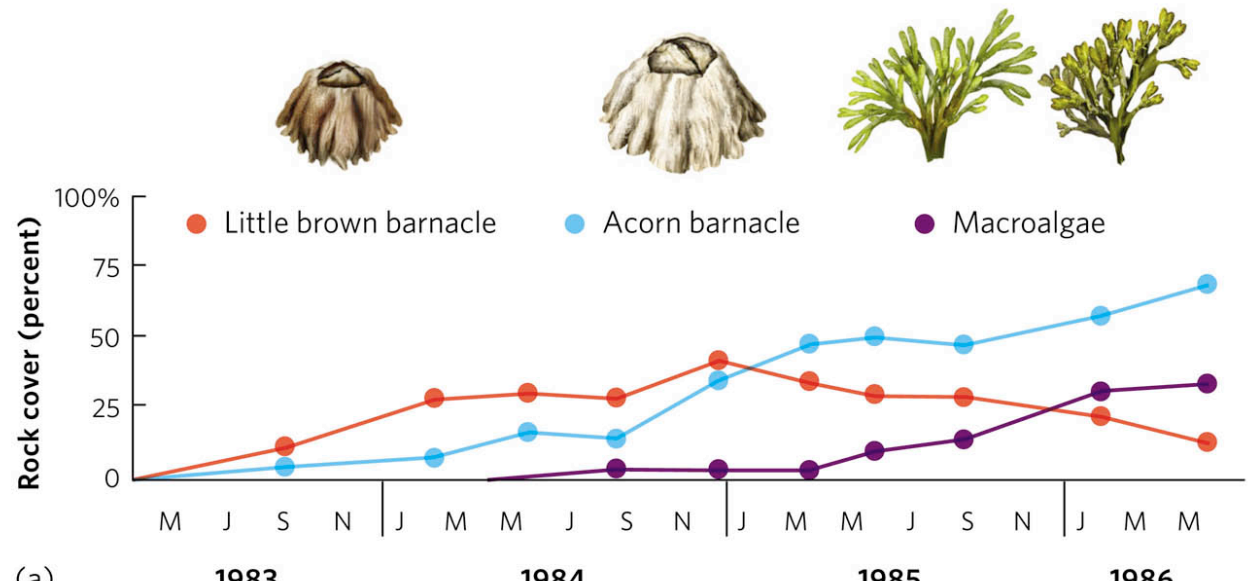 100%
Little brown barnacle
Acorn barnacle
Macroalgae
75
50
25
0
Rock cover (percent)
M J S N J M M J S N J M M J S N J M M
(a)
1983 1984 1985 1986